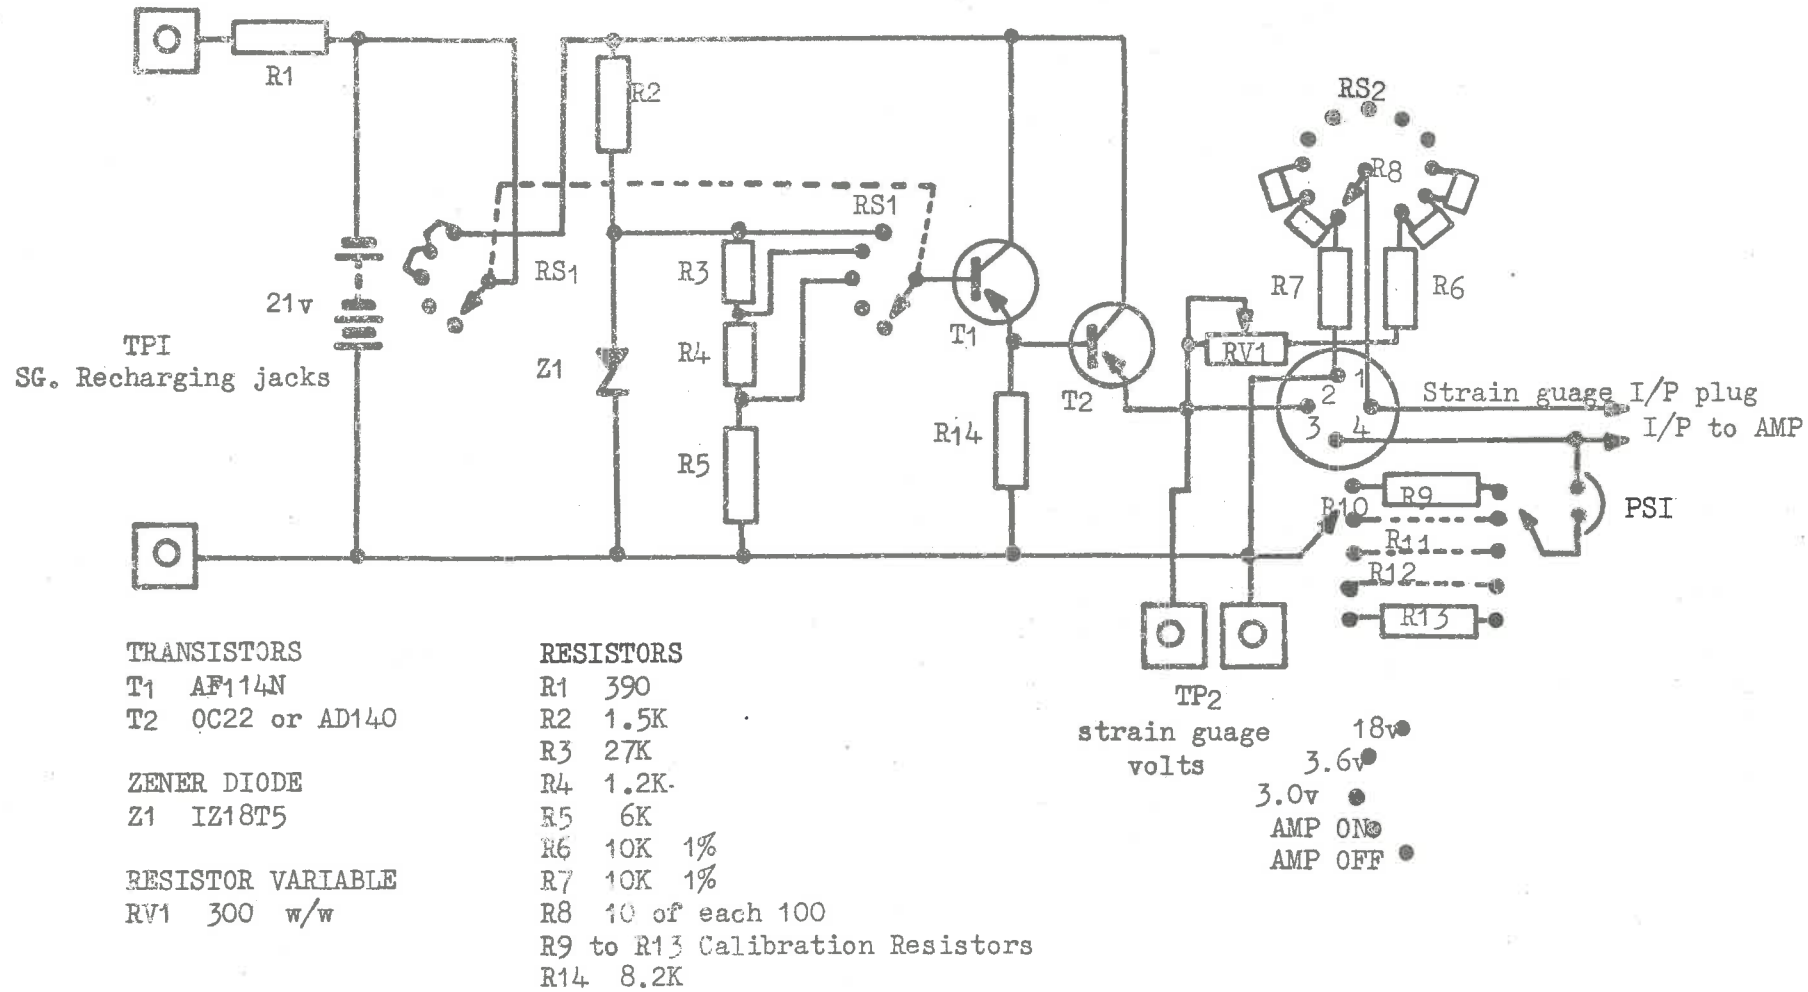 R1
R2
RS2
R8
RS1
RS1
R3
R7
R6
21v
T1
TPI
SG. Recharging jacks
Z1
R4
RV1
T2
2 1
3 4
Strain guage I/P plug
I/P to AMP
R14
R5
R9
R10
PSI
R11
R12
R13
TP2
strain guage
volts
18v
3.6v
3.0v
AMP ON
AMP OFF
TRANSISTORS
T1 AF114N
T2 OC22 or AD140
ZENER DIODE
Z1 IZ18T5
RESISTOR VARIABLE
RV1 300 w/w
RESISTORS
R1 390
R2 1.5K
R3 27K
R4 1.2K
R5 6K
R6 10K 1%
R7 10K 1%
R8 10 of each 100
R9 to R13 Calibration Resistors
R14 8.2K